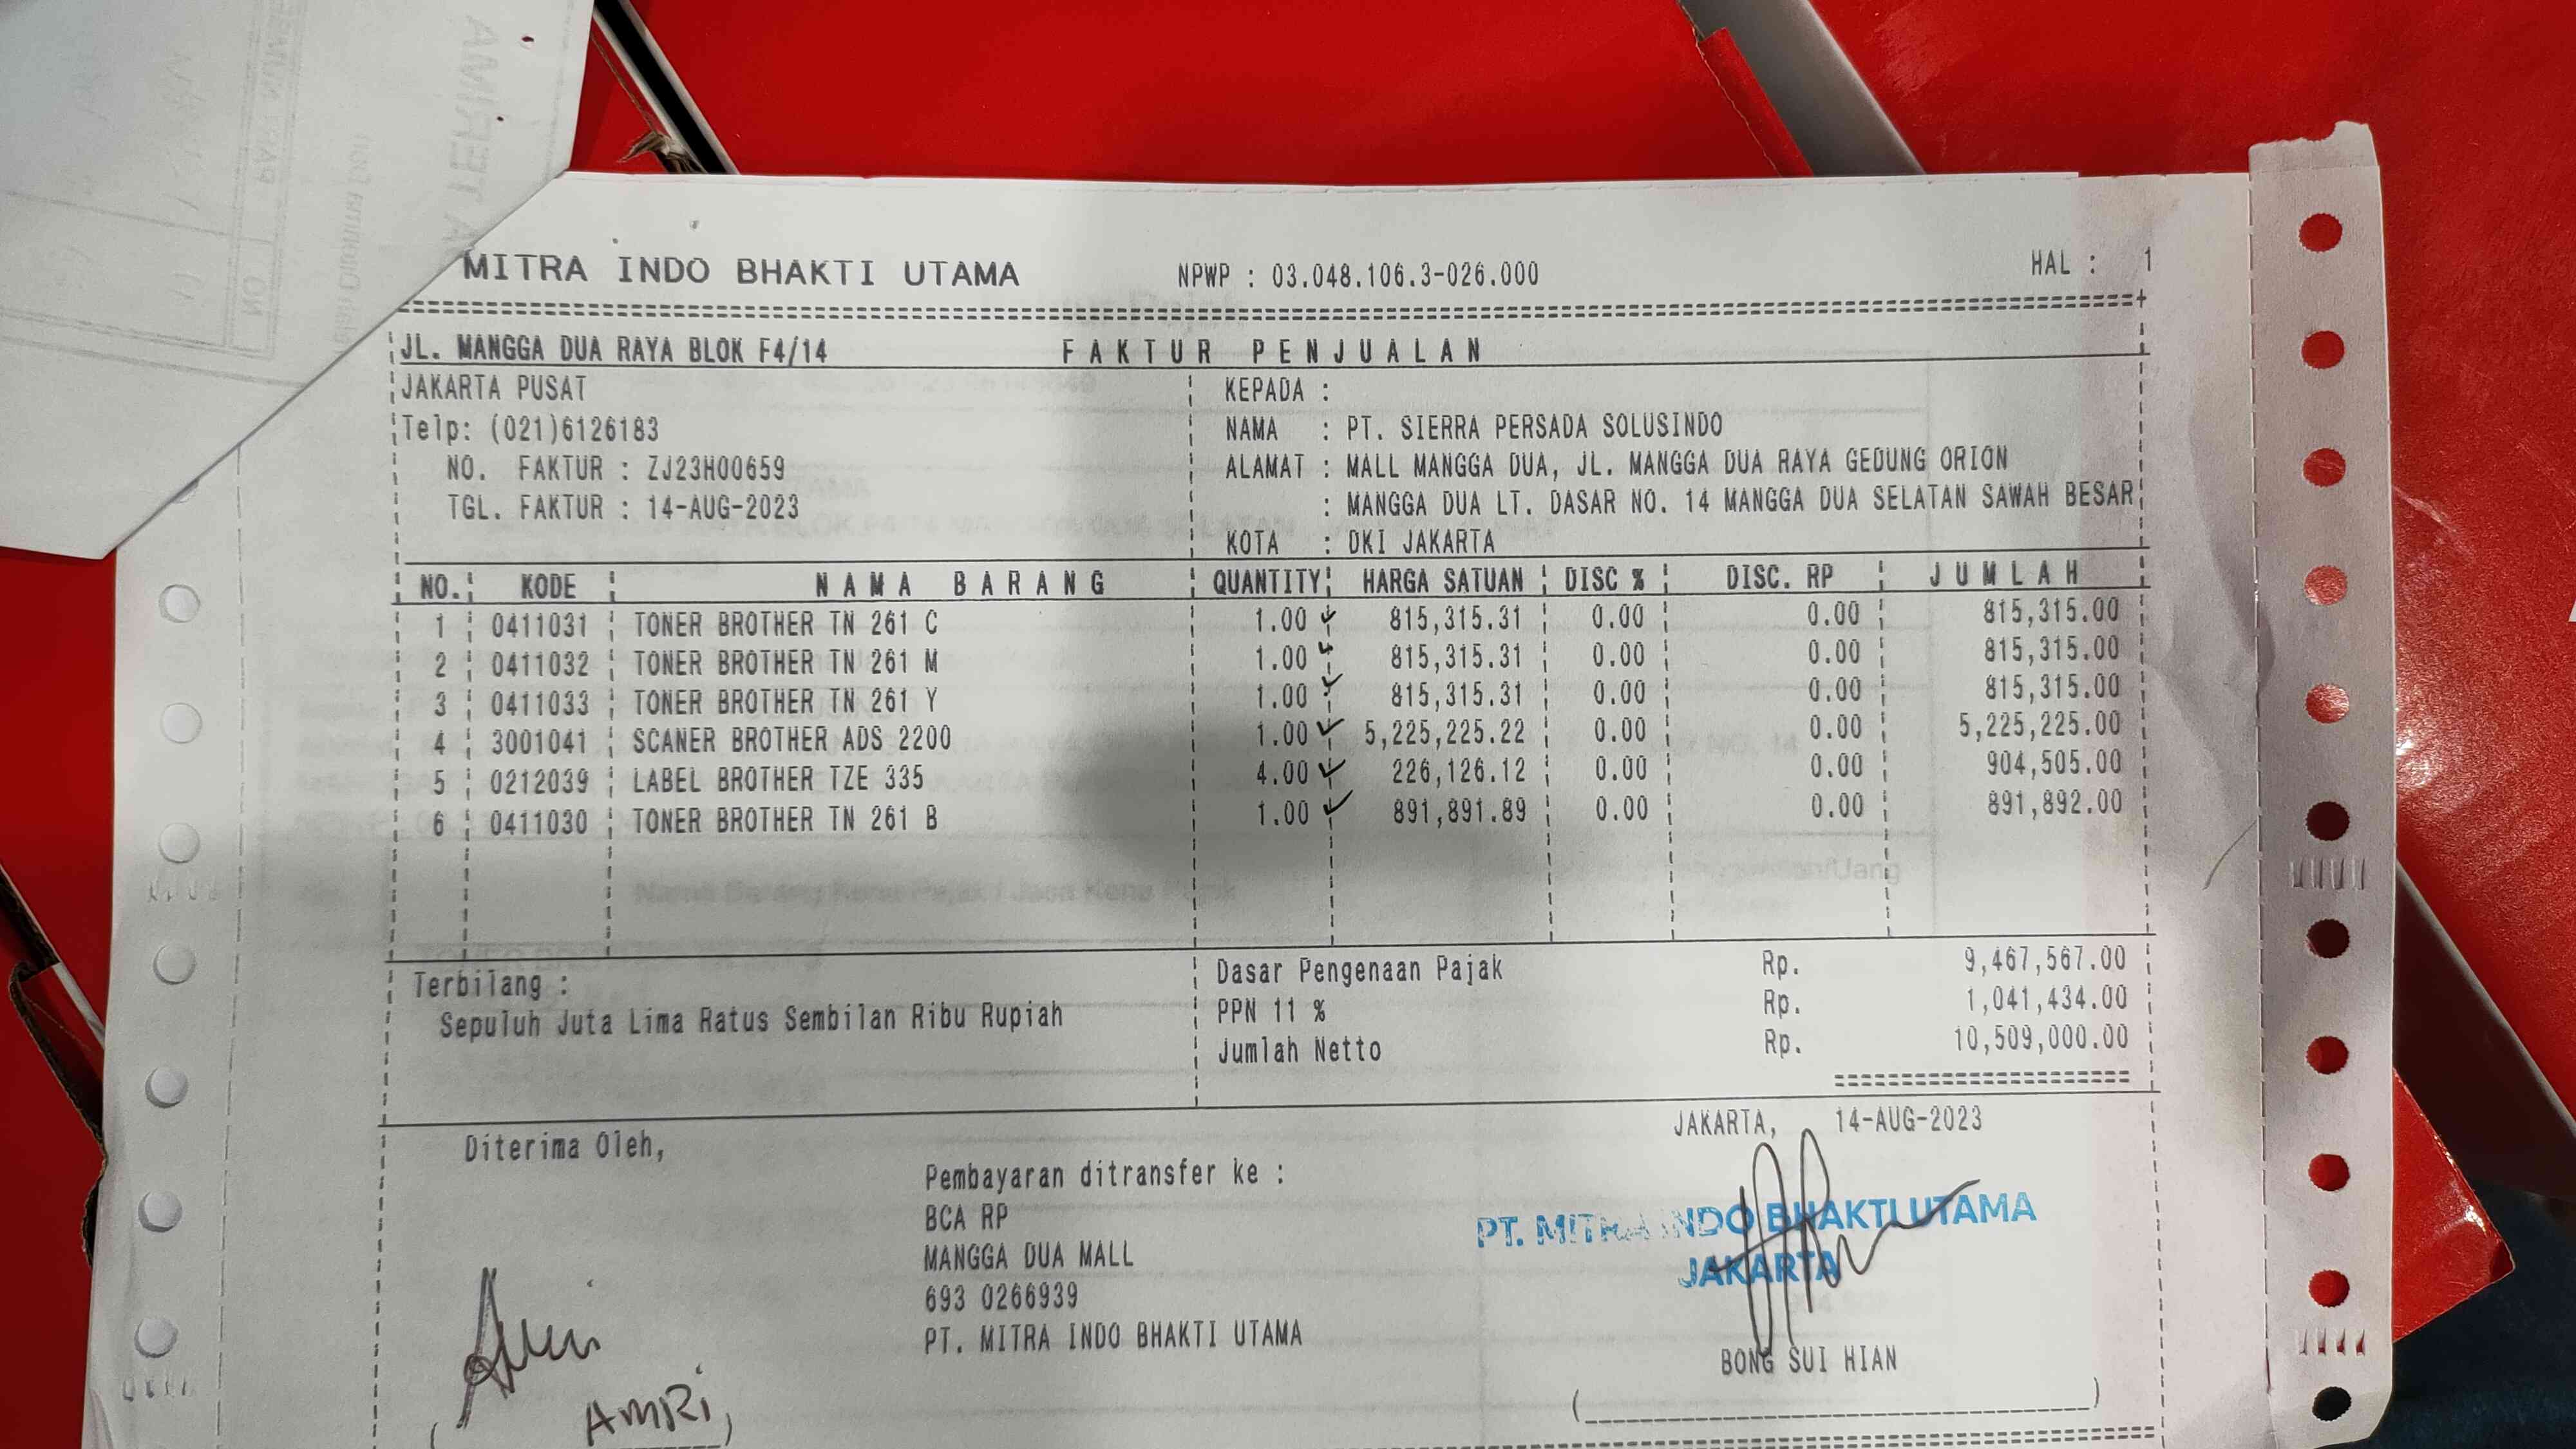 MITRA INDO BHAKTI UTAMA NPWP : 03.048.106.3-026.000 HAL : 1
JL. MANGGA DUA RAYA BLOK F4/14 FAKTUR PENJUALAN
JAKARTA PUSAT KEPADA :
Telp: (021)6126183 NAMA : PT. SIERRA PERSADA SOLUSINDO
NO. FAKTUR : ZJ23H00659 ALAMAT : MALL MANGGA DUA, JL. MANGGA DUA RAYA GEDUNG ORION
TGL. FAKTUR : 14-AUG-2023 : MANGGA DUA LT. DASAR NO. 14 MANGGA DUA SELATAN SAWAH BESAR
KOTA : DKI JAKARTA
NO. KODE NAMA BARANG QUANTITY HARGA SATUAN DISC % DISC. RP JUMLAH
1 0411031 TONER BROTHER TN 261 C 1.00 815,315.31 0.00 0.00 815,315.00
2 0411032 TONER BROTHER TN 261 M 1.00 815,315.31 0.00 0.00 815,315.00
3 0411033 TONER BROTHER TN 261 Y 1.00 815,315.31 0.00 0.00 815,315.00
4 3001041 SCANER BROTHER ADS 2200 1.00 5,225,225.22 0.00 0.00 5,225,225.00
5 0212039 LABEL BROTHER TZE 335 4.00 226,126.12 0.00 0.00 904,505.00
6 0411030 TONER BROTHER TN 261 B 1.00 891,891.89 0.00 0.00 891,892.00
Terbilang : Dasar Pengenaan Pajak Rp. 9,467,567.00
Sepuluh Juta Lima Ratus Sembilan Ribu Rupiah PPN 11 % Rp. 1,041,434.00
Jumlah Netto Rp. 10,509,000.00
JAKARTA, 14-AUG-2023
Diterima Oleh,
Pembayaran ditransfer ke :
BCA RP
MANGGA DUA MALL
693 0266939
PT. MITRA INDO BHAKTI UTAMA
PT. MITRA INDO BHAKTI UTAMA
JAKARTA
BONG SUI HIAN
AMRi